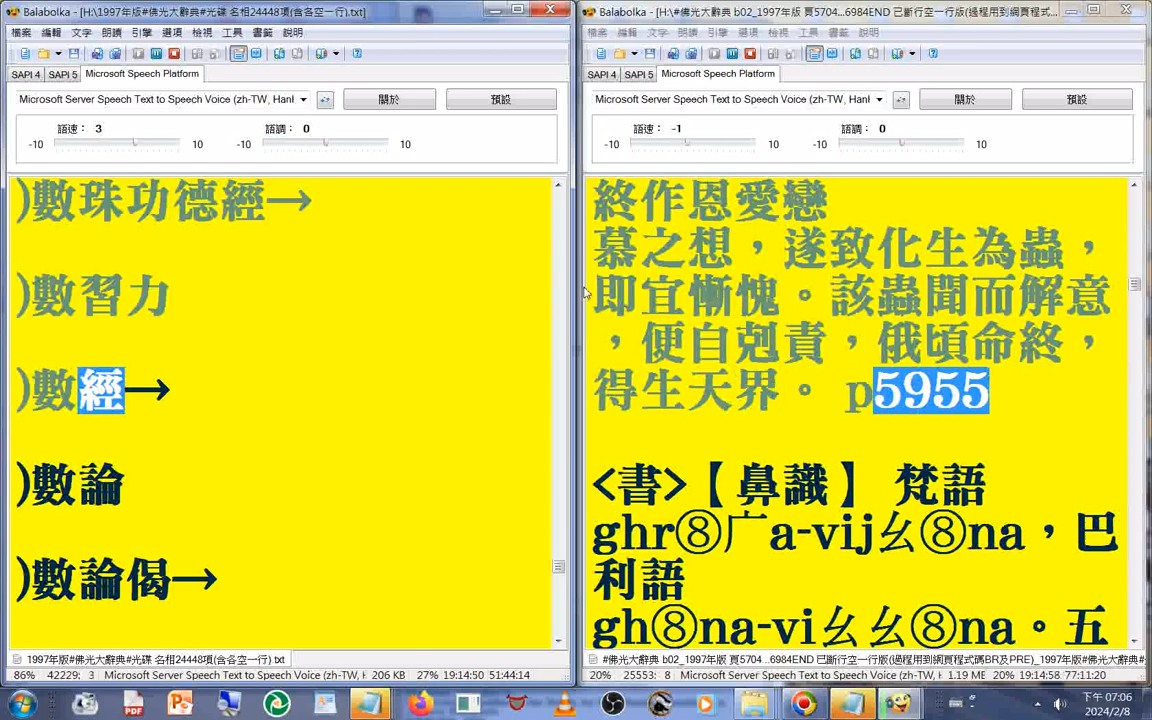 Balabolka - [H:\1997年版#佛光大辭典#光碟 名相24448項(含各空一行).txt]
檔案 編輯 文字 朗讀 引擎 選項 檢視 工具 書籤 說明
SAPI 4 SAPI 5 Microsoft Speech Platform
Microsoft Server Speech Text to Speech Voice (zh-TW, Hanl
關於 預設
語速： 3 語調： 0
-10 10 -10 10
)數珠功德經→
)數習力
)數經→
)數論
)數論偈→
1997年版#佛光大辭典#光碟 名相24448項(含各空一行).txt
86% 42229: 3 Microsoft Server Speech Text to Speech Voice (zh-TW, H 206 KB 27% 19:14:50 51:44:14
Balabolka - [H:\#佛光大辭典 b02_1997年版 頁5704...6984END 已斷行空一行版(過程用到網頁程式...
檔案 編輯 文字 朗讀 引擎 選項 檢視 工具 書籤 說明
SAPI 4 SAPI 5 Microsoft Speech Platform
Microsoft Server Speech Text to Speech Voice (zh-TW, Hanl
關於 預設
語速： -1 語調： 0
-10 10 -10 10
終作恩愛戀
慕之想，遂致化生為蟲，
即宜慚愧。該蟲聞而解意
，便自剋責，俄頃命終，
得生天界。 p5955
<書>【鼻識】 梵語
ghr⑧广a-vij幺⑧na，巴
利語
gh⑧na-vi幺幺⑧na。五
#佛光大辭典 b02_1997年版 頁5704...6984END 已斷行空一行版(過程用到網頁程式碼BR及PRE)_1997年版#
20% 25553: 8 Microsoft Server Speech Text to Speech Voice (zh-TW, H 1.19 ME 20% 19:14:58 77:11:20
下午 07:06
2024/2/8